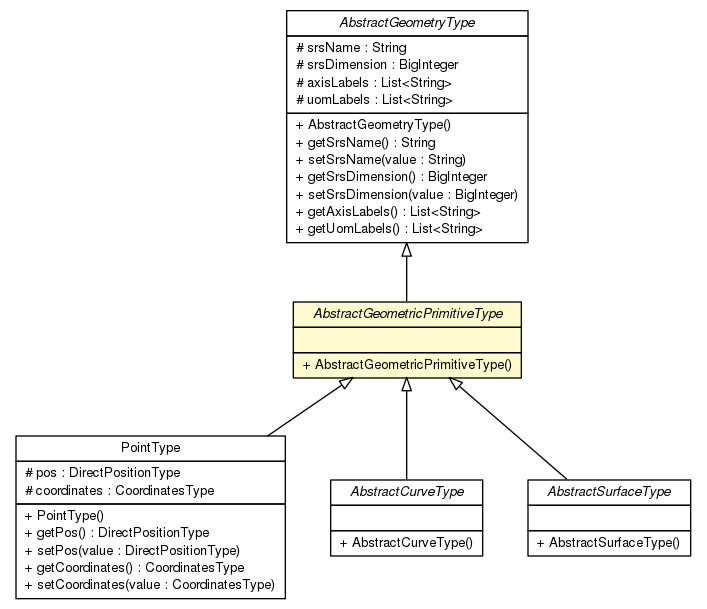 AbstractGeometryType
# srsName : String
# srsDimension : BigInteger
# axisLabels : List<String>
# uomLabels : List<String>
+ AbstractGeometryType()
+ getSrsName() : String
+ setSrsName(value : String)
+ getSrsDimension() : BigInteger
+ setSrsDimension(value : BigInteger)
+ getAxisLabels() : List<String>
+ getUomLabels() : List<String>
AbstractGeometricPrimitiveType
+ AbstractGeometricPrimitiveType()
PointType
# pos : DirectPositionType
# coordinates : CoordinatesType
+ PointType()
+ getPos() : DirectPositionType
+ setPos(value : DirectPositionType)
+ getCoordinates() : CoordinatesType
+ setCoordinates(value : CoordinatesType)
AbstractCurveType
+ AbstractCurveType()
AbstractSurfaceType
+ AbstractSurfaceType()